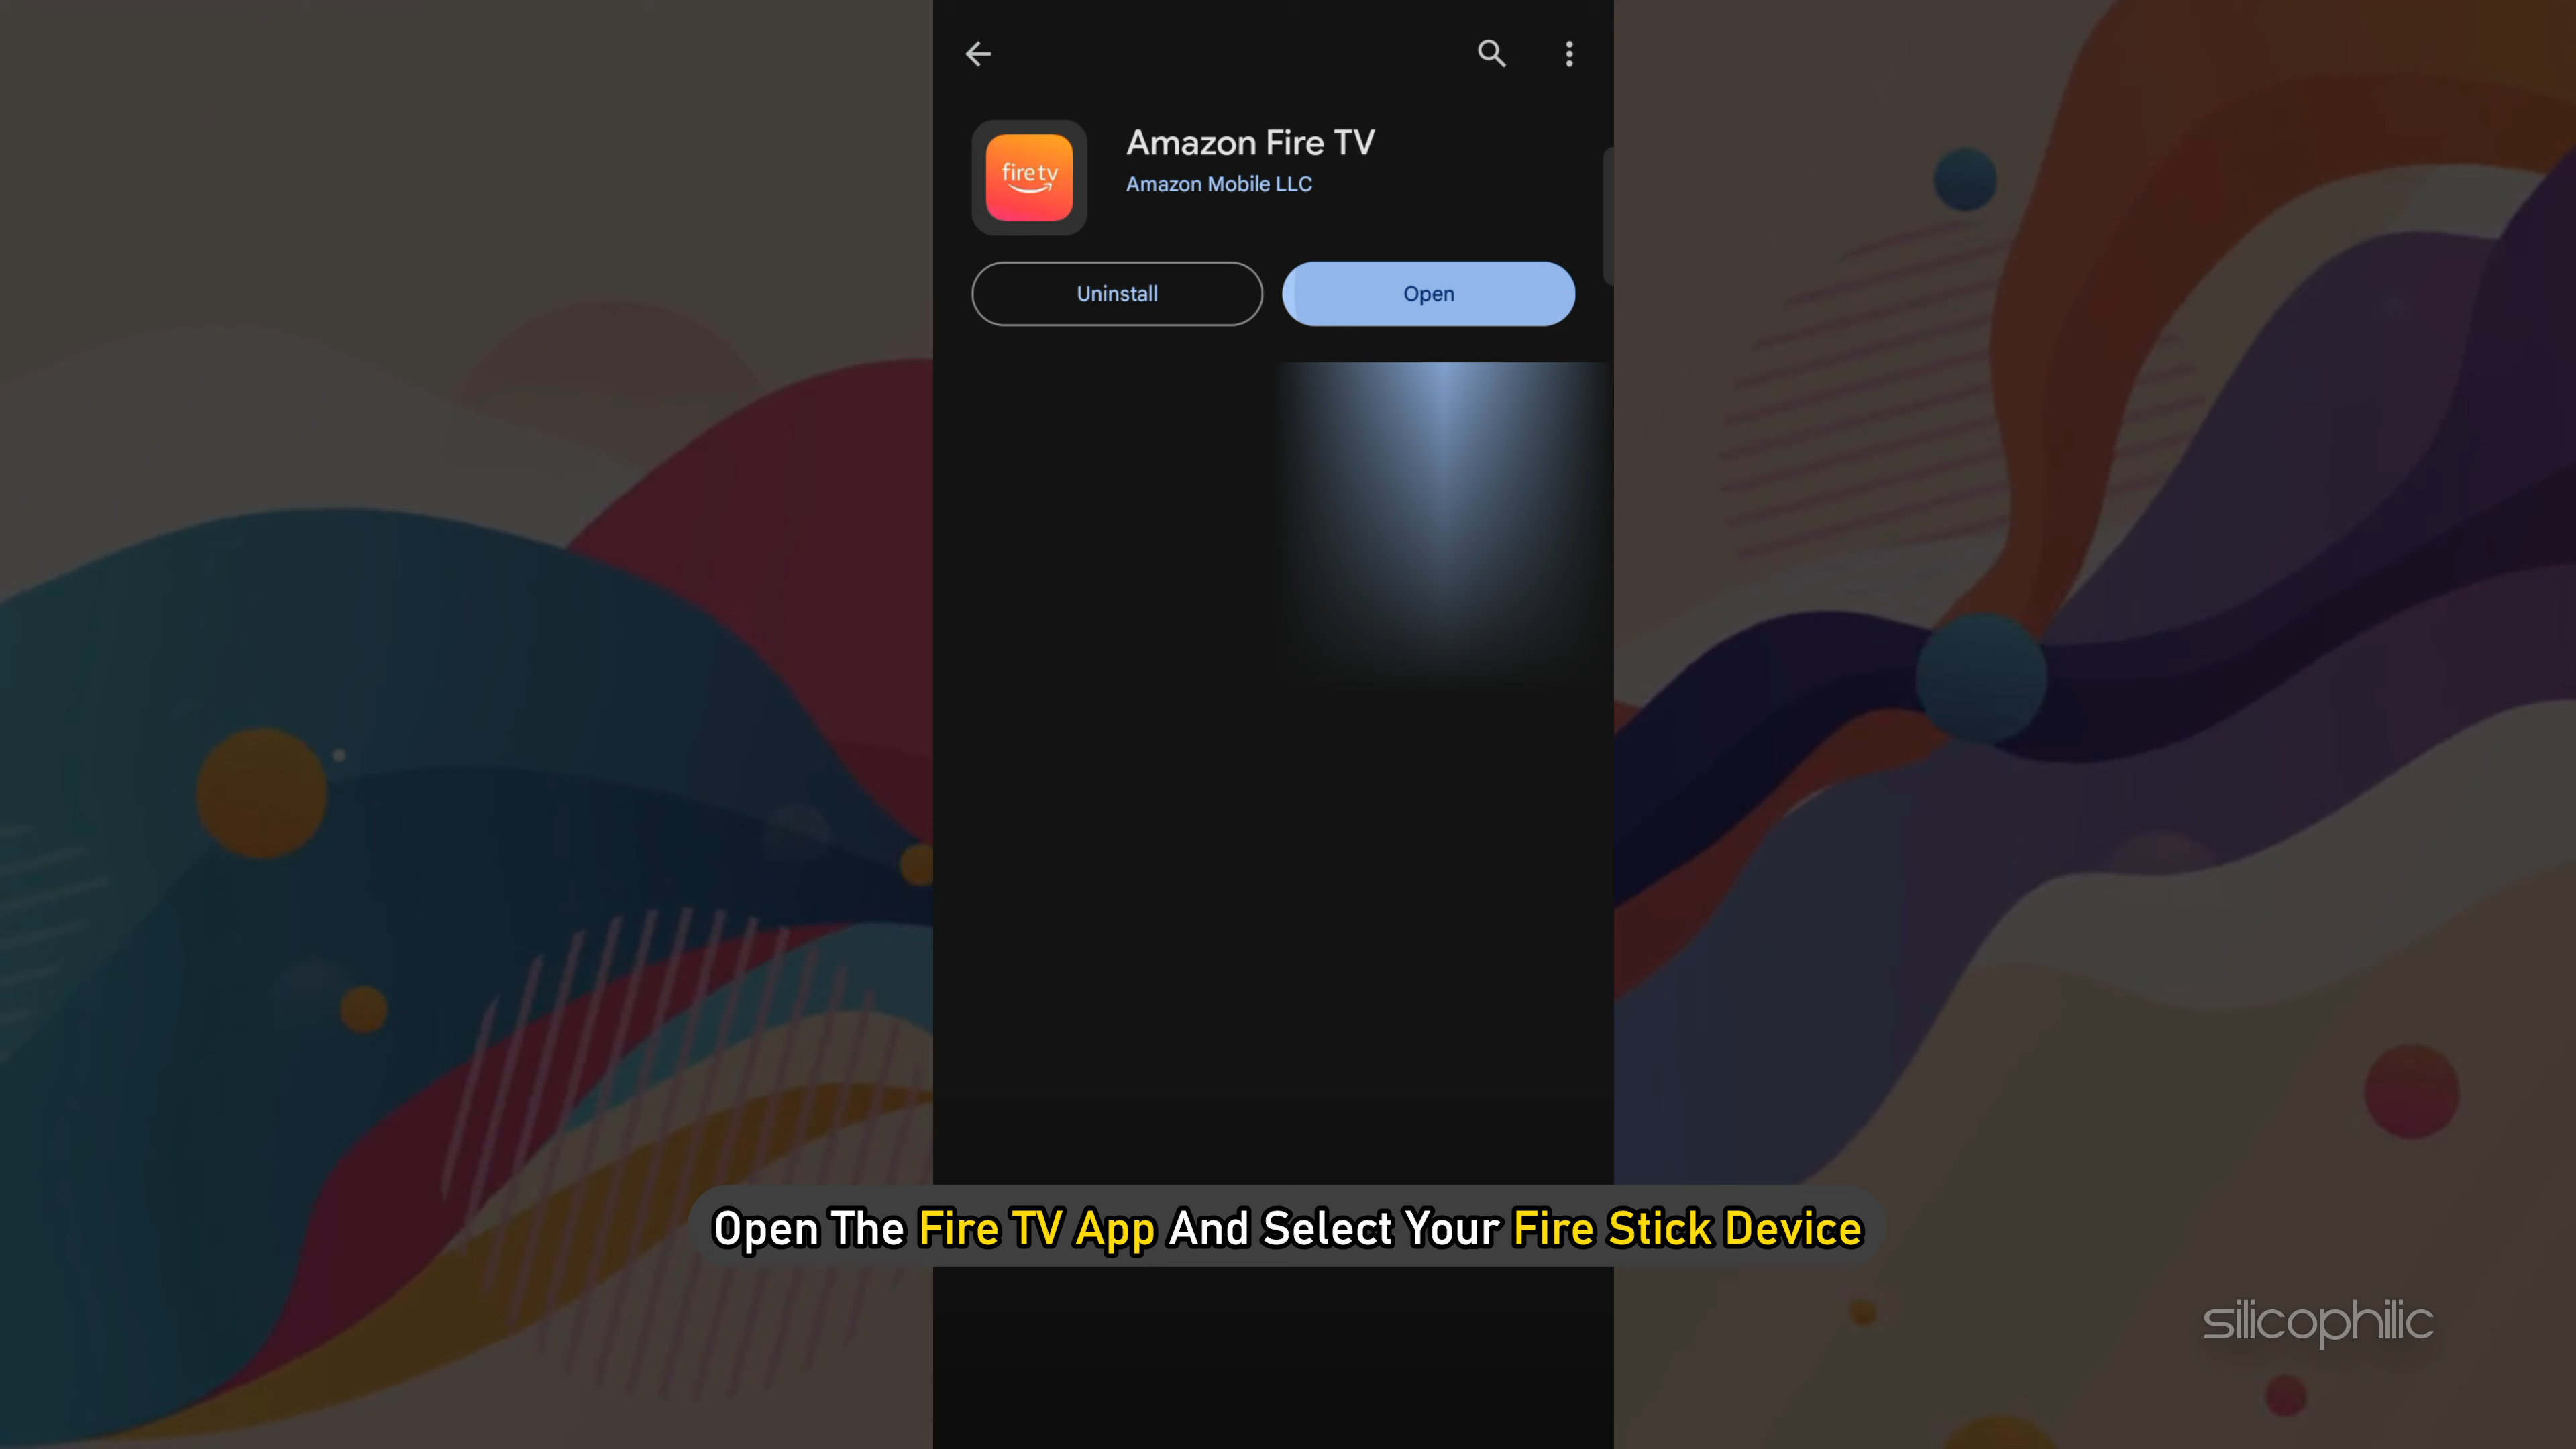 Amazon Fire TV
fire tv
Amazon Mobile LLC
Uninstall
Open
Open The Fire TV App And Select Your Fire Stick Device
silicophilic